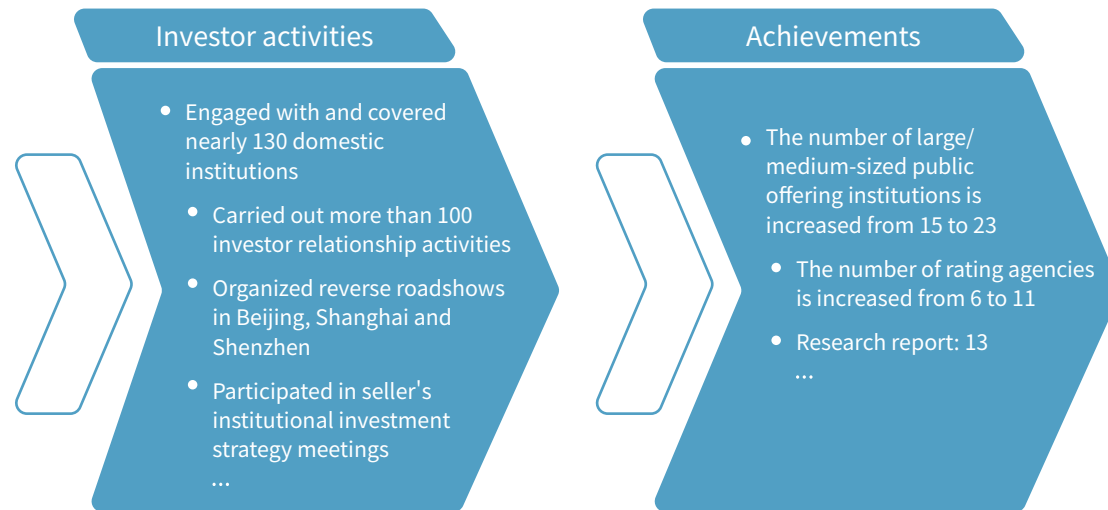 Investor activities
• Engaged with and covered
nearly 130 domestic
institutions
• Carried out more than 100
investor relationship activities
• Organized reverse roadshows
in Beijing, Shanghai and
Shenzhen
• Participated in seller's
institutional investment
strategy meetings
...
Achievements
• The number of large/
medium-sized public
offering institutions is
increased from 15 to 23
• The number of rating agencies
is increased from 6 to 11
• Research report: 13
...